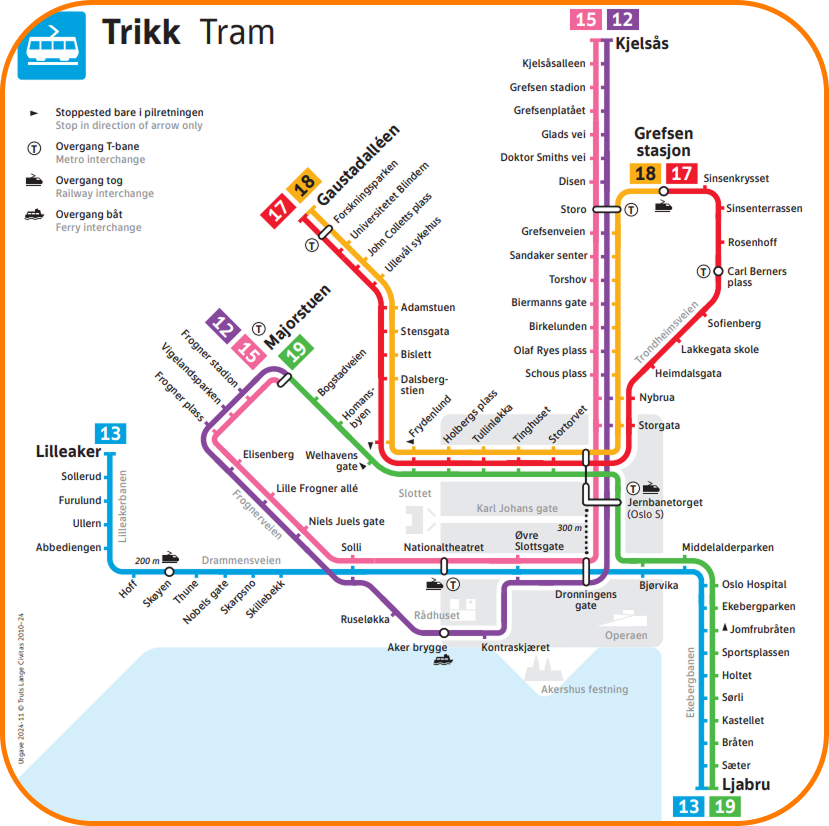 Trikk Tram
Stoppested bare i pilretningen
Stop in direction of arrow only
T
Overgang T-bane
Metro interchange
Overgang tog
Railway interchange
Overgang båt
Ferry interchange
15 12
Kjelsås
Kjelsåsalleen
Grefsen stadion
Grefsenplatået
Glads vei
Doktor Smiths vei
Disen
Storo
T
Grefsenveien
Sandaker senter
Torshov
Biermanns gate
Birkelunden
Olaf Ryes plass
Schous plass
Grefsen
stasjon
18 17
Sinsenkrysset
Sinsenterrassen
Rosenhoff
T
Carl Berners
plass
Sofienberg
Trondheimsveien
Lakkegata skole
Heimdalsgata
Nybrua
Storgata
17 18
Gaustadalléen
T
Forskningsparken
Universitetet Blindern
John Colletts plass
Ullevål sykehus
Adamstuen
Stensgata
Bislett
Dalsberg-
stien
Frydenlund
Holbergs plass
Tullinløkka
Tinghuset
Stortorvet
12 15
T
Majorstuen
19
Bogstadveien
Homans-
byen
Welhavens
gate
Frogner stadion
Vigelandsparken
Frogner plass
Elisenberg
Lille Frogner allé
Niels Juels gate
Frognerveien
Solli
Nationaltheatret
T
Øvre
Slottsgate
Slottet
Karl Johans gate
300 m
T
Jernbanetorget
(Oslo S)
Dronningens
gate
13
Lilleaker
Sollerud
Furulund
Ullern
Abbediengen
Lilleakerbanen
200 m
Drammensveien
Hoff
Skøyen
Thune
Nobels gate
Skarpsno
Skillebekk
Ruseløkka
Aker brygge
Rådhuset
Kontraskjæret
Akershus festning
Operaen
Bjørvika
Middelalderparken
Oslo Hospital
Ekebergparken
Jomfrubråten
Sportsplassen
Holtet
Sørli
Kastellet
Bråten
Sæter
Ekebergbanen
Ljabru
13 19
Utgave 2024-11 © Truls Lange Civitas 2010-24